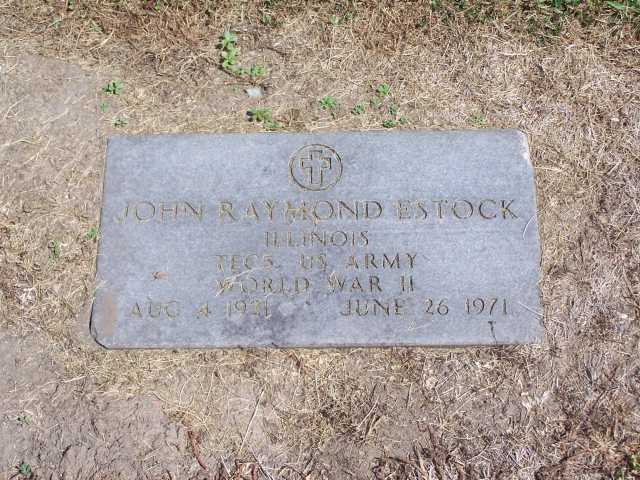 JOHN RAYMOND ESTOCK
ILLINOIS
TEC5 US ARMY
WORLD WAR II
AUG 4 1921 JUNE 26 1971